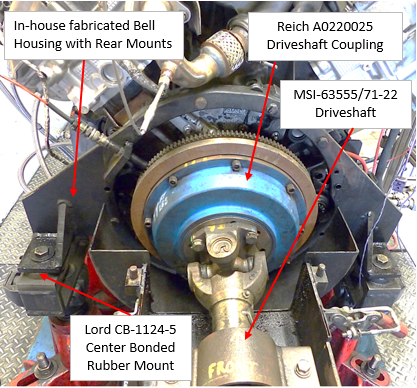 In-house fabricated Bell
Housing with Rear Mounts
Reich A0220025
Driveshaft Coupling
MSI-63555/71-22
Driveshaft
Lord CB-1124-5
Center Bonded
Rubber Mount
FRO